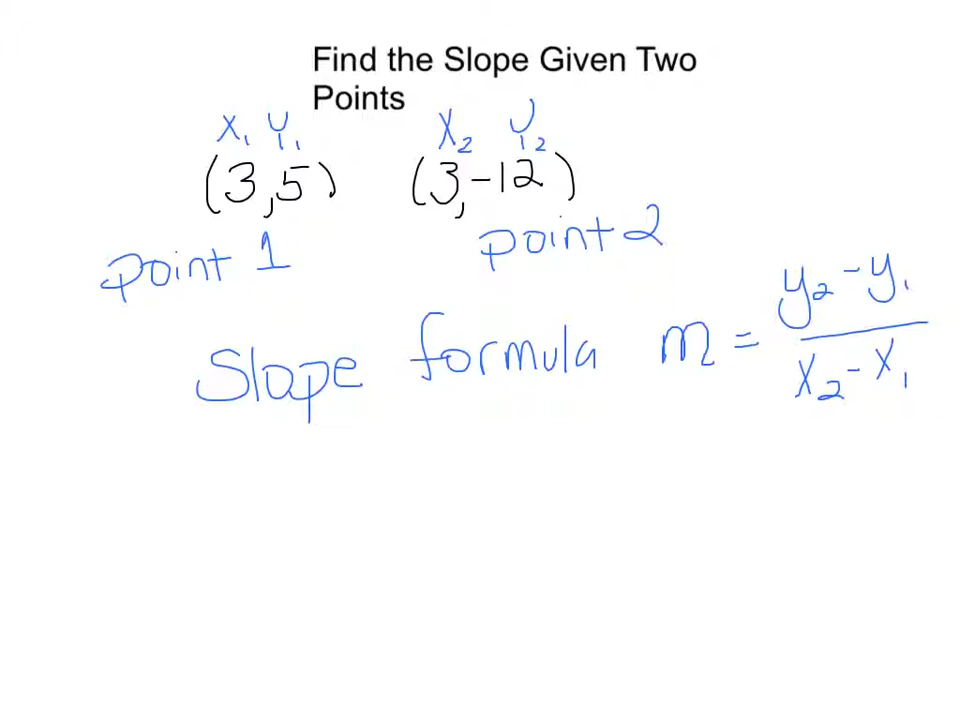 Find the Slope Given Two
Points
x₁ y₁ x₂ y₂
(3,5) (3,-12)
point 1 point 2
Slope formula m = y₂-y₁
x₂-x₁